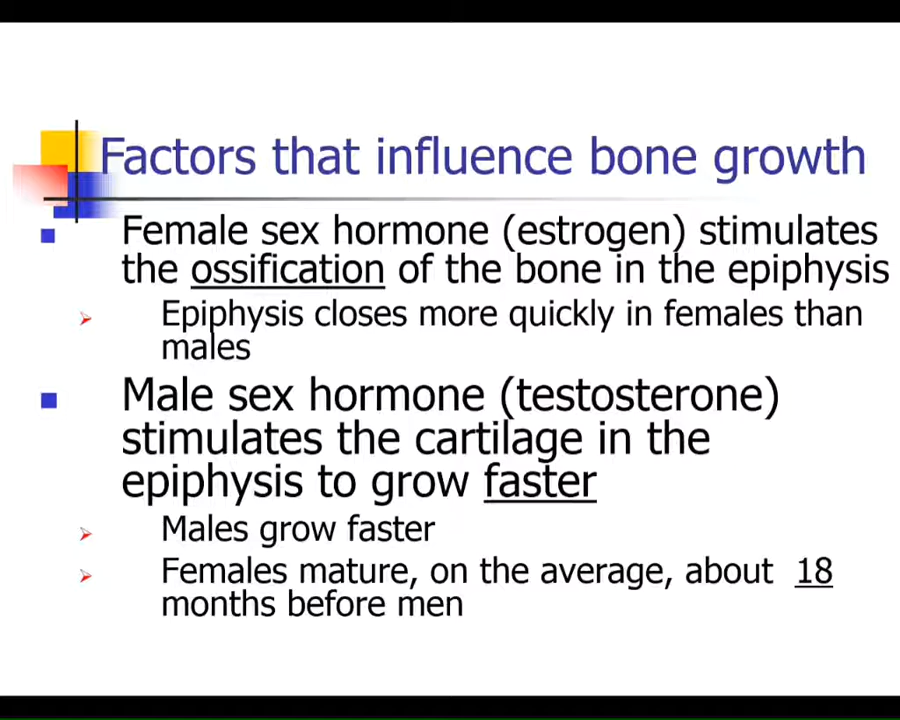 Factors that influence bone growth
Female sex hormone (estrogen) stimulates
the ossification of the bone in the epiphysis
Epiphysis closes more quickly in females than
males
Male sex hormone (testosterone)
stimulates the cartilage in the
epiphysis to grow faster
Males grow faster
Females mature, on the average, about 18
months before men